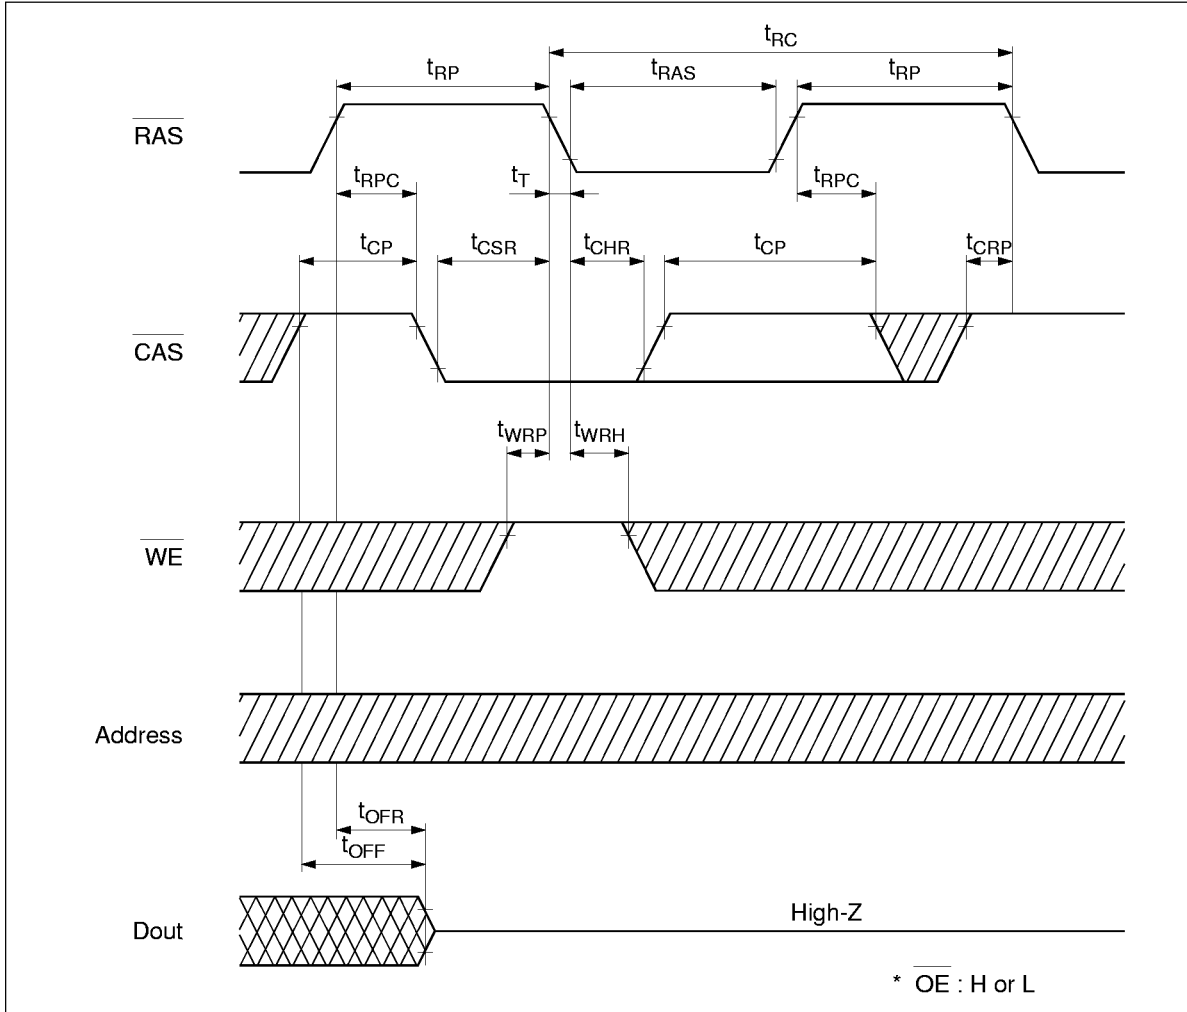 tRC
tRP tRAS tRP
RAS
tRPC tT tRPC
tCP tCSR tCHR tCP tCRP
CAS
tWRP tWRH
WE
Address
tOFR
tOFF
Dout High-Z
* OE : H or L